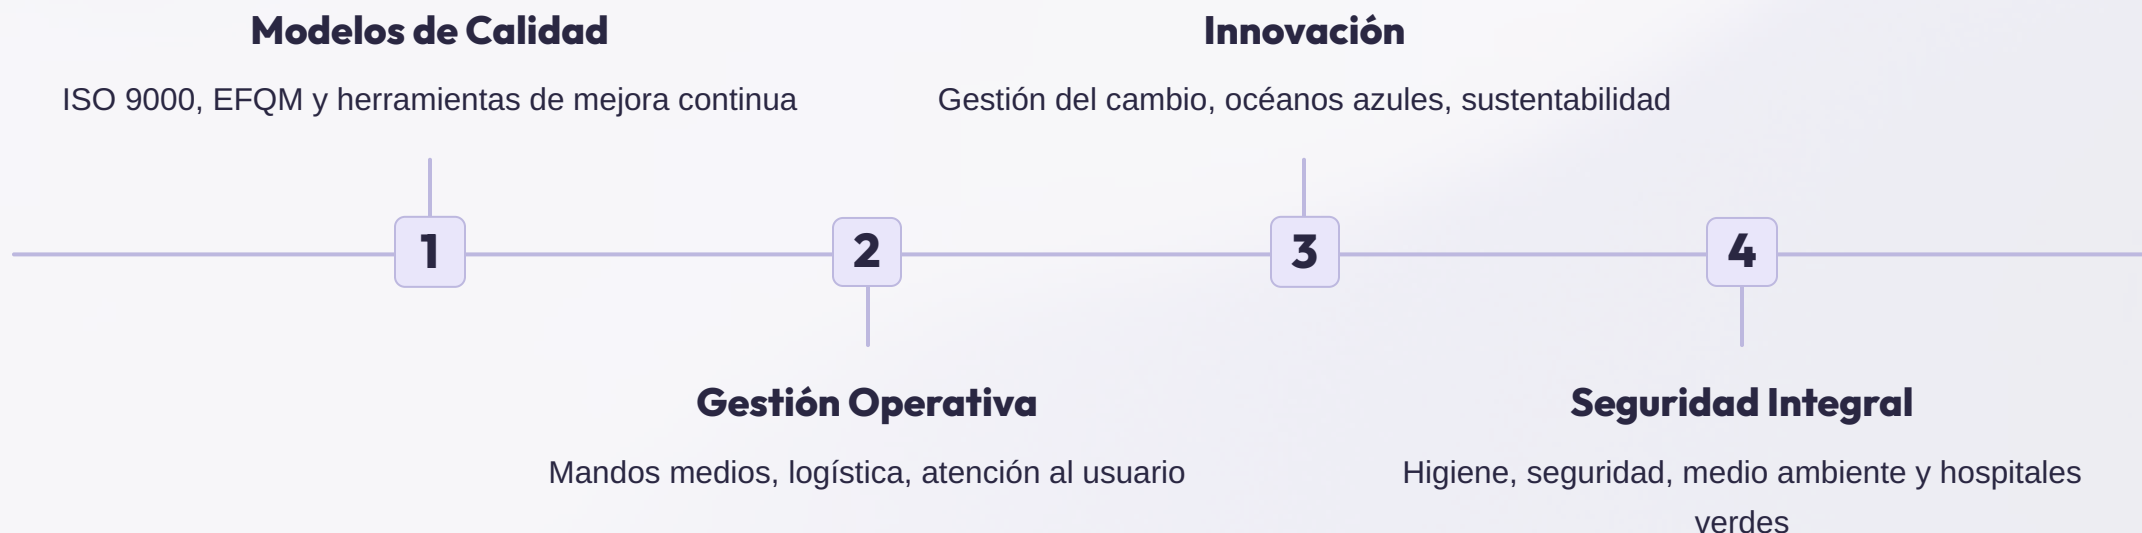 Modelos de Calidad
ISO 9000, EFQM y herramientas de mejora continua
Innovación
Gestión del cambio, océanos azules, sustentabilidad
1
2
3
4
Gestión Operativa
Mandos medios, logística, atención al usuario
Seguridad Integral
Higiene, seguridad, medio ambiente y hospitales
verdes